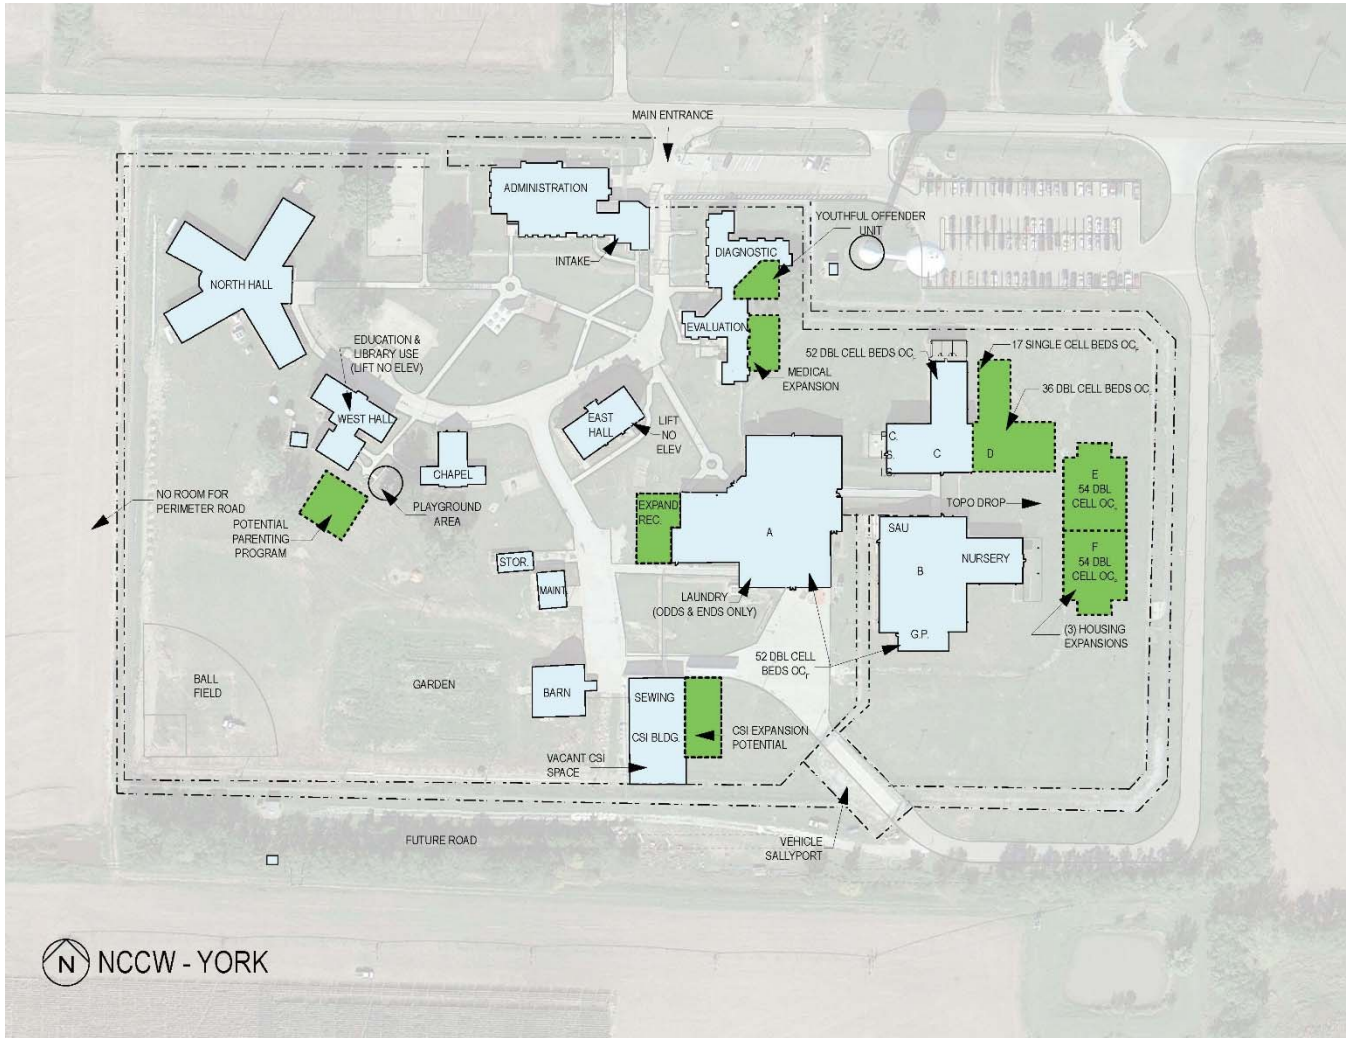 MAIN ENTRANCE
ADMINISTRATION
YOUTHFUL OFFENDER
UNIT
INTAKE
DIAGNOSTIC
NORTH HALL
EVALUATION
EDUCATION &
LIBRARY USE
(LIFT NO ELEV)
52 DBL CELL BEDS OC
17 SINGLE CELL BEDS OC
MEDICAL
EXPANSION
36 DBL CELL BEDS OC
WEST HALL
EAST
HALL
LIFT
NO
ELEV
P.C.
I.S.
I.S.
C
D
CHAPEL
E
54 DBL
CELL OC
NO ROOM FOR
PERIMETER ROAD
PLAYGROUND
AREA
EXPAND
REC.
TOPO DROP
POTENTIAL
PARENTING
PROGRAM
A
SAU
B
NURSERY
F
54 DBL
CELL OC
STOR.
MAINT.
LAUNDRY
(ODDS & ENDS ONLY)
G.P.
(3) HOUSING
EXPANSIONS
52 DBL CELL
BEDS OC
BALL
FIELD
GARDEN
BARN
SEWING
CSI BLDG.
CSI EXPANSION
POTENTIAL
VACANT CSI
SPACE
FUTURE ROAD
VEHICLE
SALLYPORT
N
NCCW - YORK